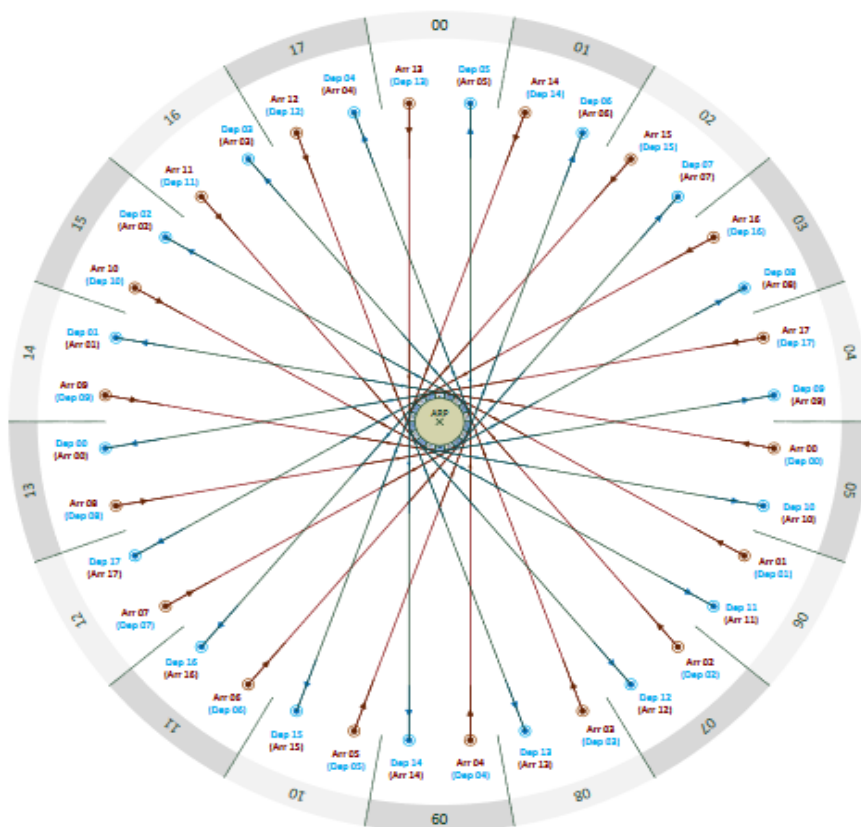 00
17
01
Arr 13
(Dep 13)
Dep 05
(Arr 05)
Dep 04
(Arr 04)
Arr 14
(Dep 14)
Arr 12
(Dep 12)
Dep 06
(Arr 06)
16
02
Dep 03
(Arr 03)
Arr 15
(Dep 15)
Arr 11
(Dep 11)
Dep 07
(Arr 07)
15
03
Dep 02
(Arr 02)
Arr 16
(Dep 16)
Arr 10
(Dep 10)
Dep 08
(Arr 08)
14
04
Dep 01
(Arr 01)
Arr 17
(Dep 17)
Arr 09
(Dep 09)
Dep 09
(Arr 09)
ARP
Dep 00
(Arr 00)
Arr 00
(Dep 00)
13
05
Arr 08
(Dep 08)
Dep 10
(Arr 10)
Dep 17
(Arr 17)
Arr 01
(Dep 01)
12
06
Arr 07
(Dep 07)
Dep 11
(Arr 11)
Dep 16
(Arr 16)
Arr 02
(Dep 02)
11
07
Arr 06
(Dep 06)
Dep 12
(Arr 12)
Dep 15
(Arr 15)
Arr 03
(Dep 03)
Arr 05
(Dep 05)
Dep 14
(Arr 14)
Arr 04
(Dep 04)
Dep 13
(Arr 13)
10
08
09